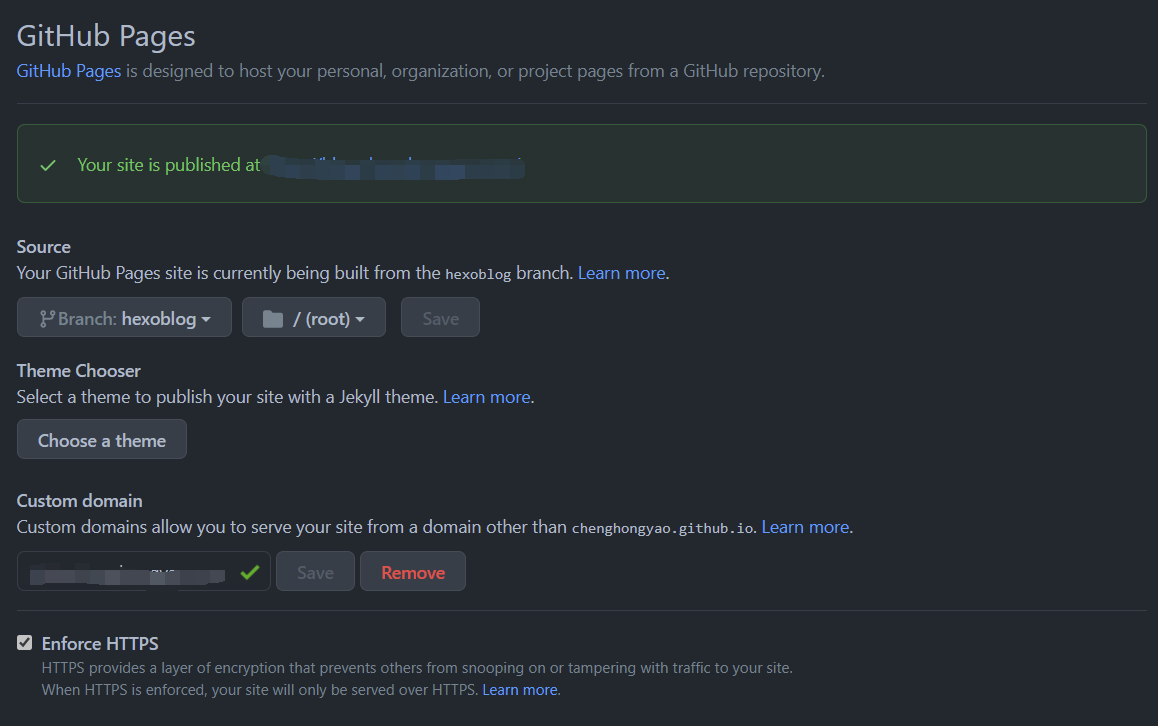 GitHub Pages
GitHub Pages is designed to host your personal, organization, or project pages from a GitHub repository.
Your site is published at
Source
Your GitHub Pages site is currently being built from the hexoblog branch. Learn more.
Branch: hexoblog / (root) Save
Theme Chooser
Select a theme to publish your site with a Jekyll theme. Learn more.
Choose a theme
Custom domain
Custom domains allow you to serve your site from a domain other than chenghongyao.github.io. Learn more.
Save Remove
Enforce HTTPS
HTTPS provides a layer of encryption that prevents others from snooping on or tampering with traffic to your site.
When HTTPS is enforced, your site will only be served over HTTPS. Learn more.